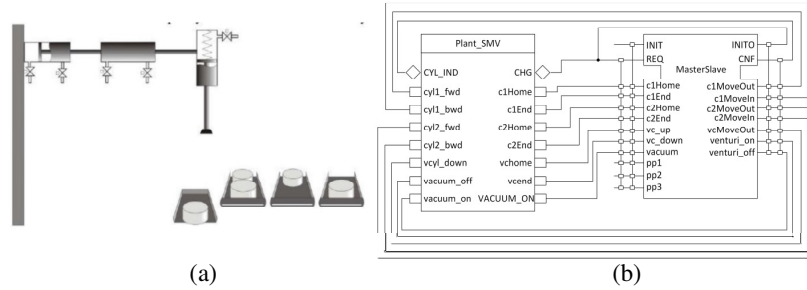 Plant_SMV
CYL_IND CHG
cyl1_fwd c1Home
cyl1_bwd c1End
cyl2_fwd c2Home
cyl2_bwd c2End
vcyl_down vchome
vacuum_off vcend
vacuum_on VACUUM_ON
INIT INITO
REQ CNF
MasterSlave
c1Home c1MoveOut
c1End c1MoveIn
c2Home c2MoveOut
c2End c2MoveIn
vc_up vcMoveOut
vc_down venturi_on
vacuum venturi_off
pp1
pp2
pp3
(a) (b)